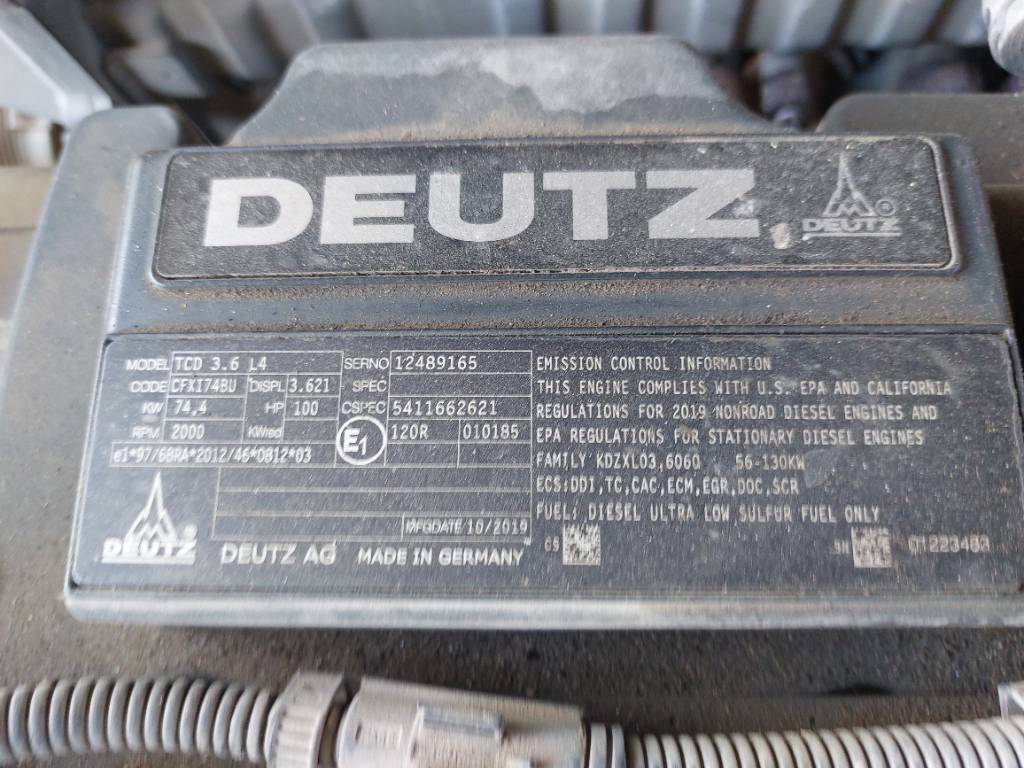 DEUTZ
DEUTZ
MODEL TCD 3.6 L4 SERNO 12489165
CODE CFXI74BU DISPL 3.621 SPEC
KW 74,4 HP 100 CSPEC 5411662621
RPM 2000 KWred E1 120R 010185
e1*97/68RA*2012/46*0812*03
MFGDATE 10/2019
DEUTZ DEUTZ AG MADE IN GERMANY
EMISSION CONTROL INFORMATION
THIS ENGINE COMPLIES WITH U.S. EPA AND CALIFORNIA
REGULATIONS FOR 2019 NONROAD DIESEL ENGINES AND
EPA REGULATIONS FOR STATIONARY DIESEL ENGINES
FAMILY KDZXL03,6060 56-130KW
ECS:DDI,TC,CAC,ECM,EGR,DOC,SCR
FUEL: DIESEL ULTRA LOW SULFUR FUEL ONLY
CS SN 01223483